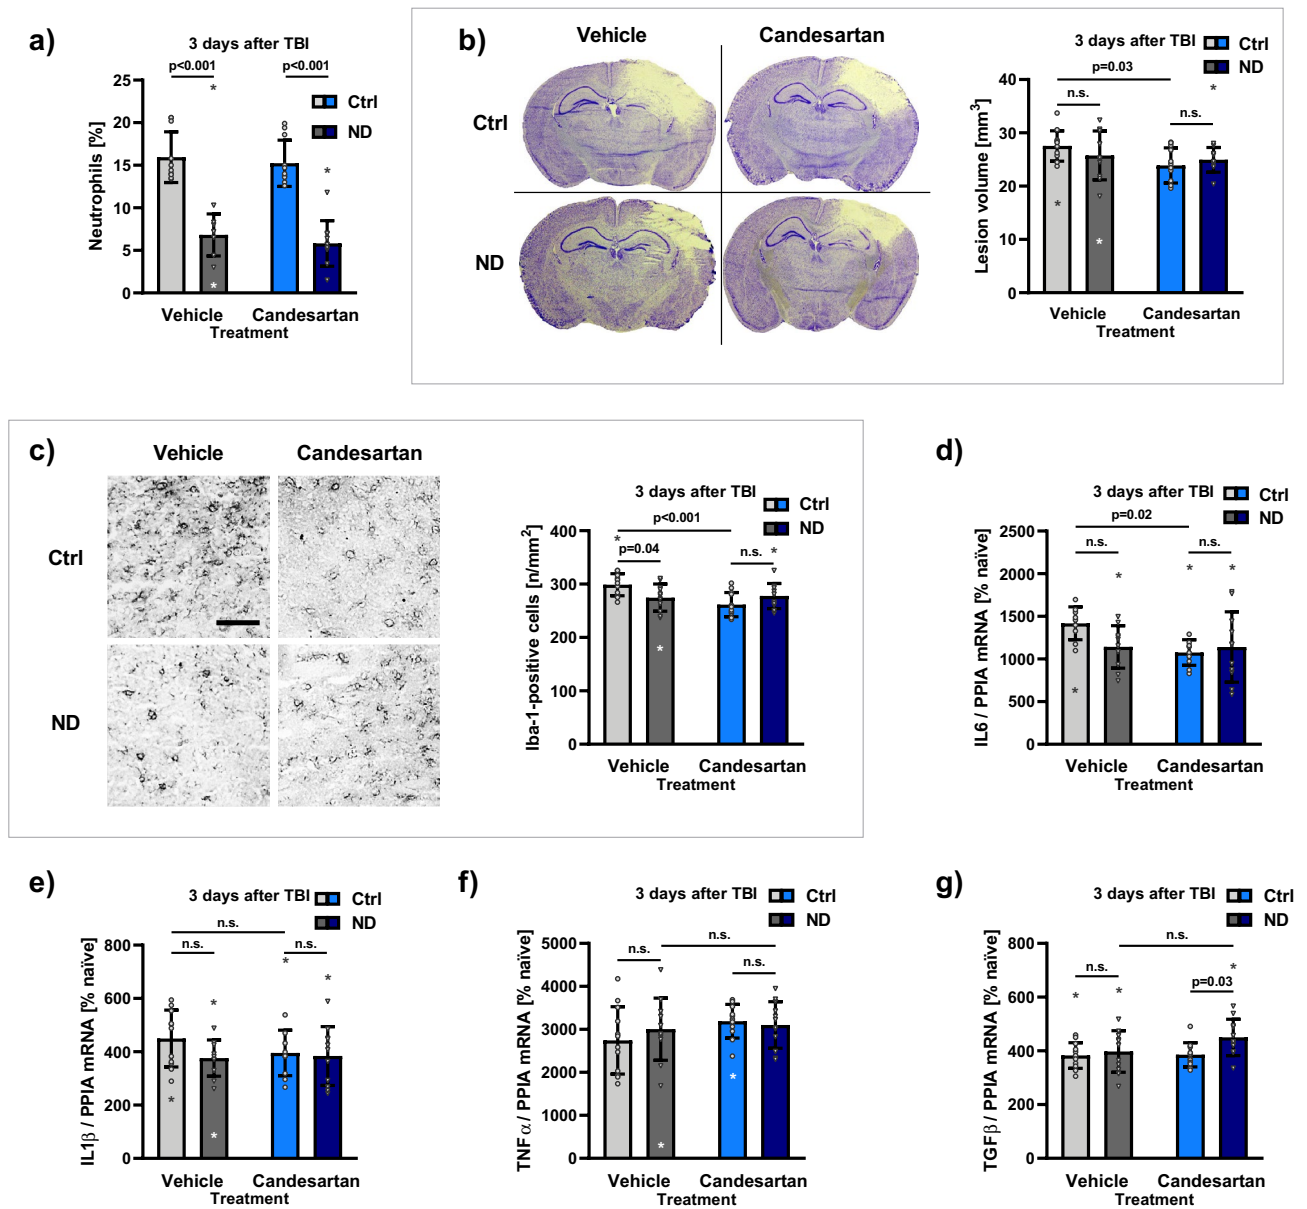 a)
3 days after TBI
p<0.001
p<0.001
Ctrl
ND
Neutrophils [%]
25
20
15
10
5
0
*
*
*
Vehicle
Candesartan
Treatment
b)
Vehicle
Candesartan
Ctrl
ND
3 days after TBI
Ctrl
ND
p=0.03
n.s.
n.s.
Lesion volume [mm3]
40
30
20
10
0
*
*
*
Vehicle
Candesartan
Treatment
c)
Vehicle
Candesartan
Ctrl
ND
3 days after TBI
Ctrl
ND
p<0.001
p=0.04
n.s.
Iba-1-positive cells [n/mm2]
400
300
200
100
0
*
*
*
Vehicle
Candesartan
Treatment
d)
3 days after TBI
Ctrl
ND
p=0.02
n.s.
n.s.
IL6 / PPIA mRNA [% naïve]
2500
2000
1500
1000
500
0
*
*
*
*
Vehicle
Candesartan
Treatment
e)
3 days after TBI
Ctrl
ND
n.s.
n.s.
n.s.
IL1β / PPIA mRNA [% naïve]
800
600
400
200
0
*
*
*
*
*
Vehicle
Candesartan
Treatment
f)
3 days after TBI
Ctrl
ND
n.s.
n.s.
n.s.
TNFα / PPIA mRNA [% naïve]
5000
4000
3000
2000
1000
0
*
*
Vehicle
Candesartan
Treatment
g)
3 days after TBI
Ctrl
ND
n.s.
n.s.
p=0.03
TGFβ / PPIA mRNA [% naïve]
800
600
400
200
0
*
*
*
Vehicle
Candesartan
Treatment